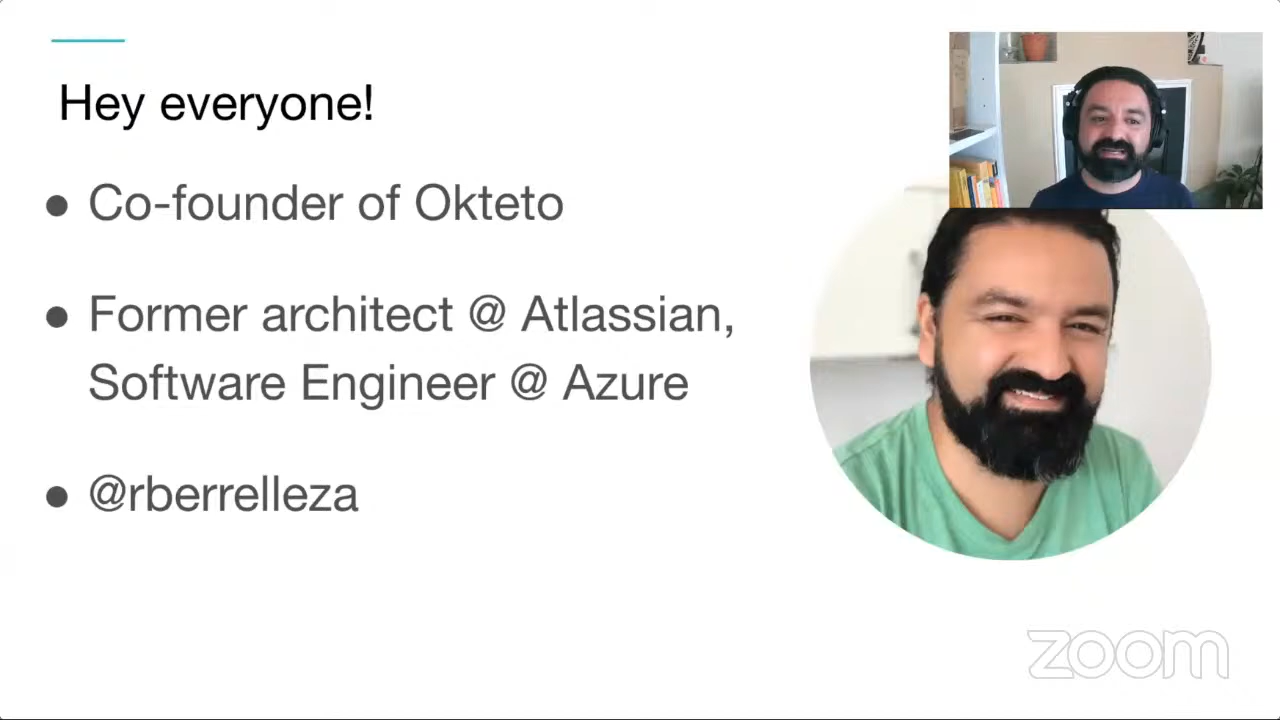 Hey everyone!
● Co-founder of Okteto
● Former architect @ Atlassian,
Software Engineer @ Azure
● @rberrelleza
zoom